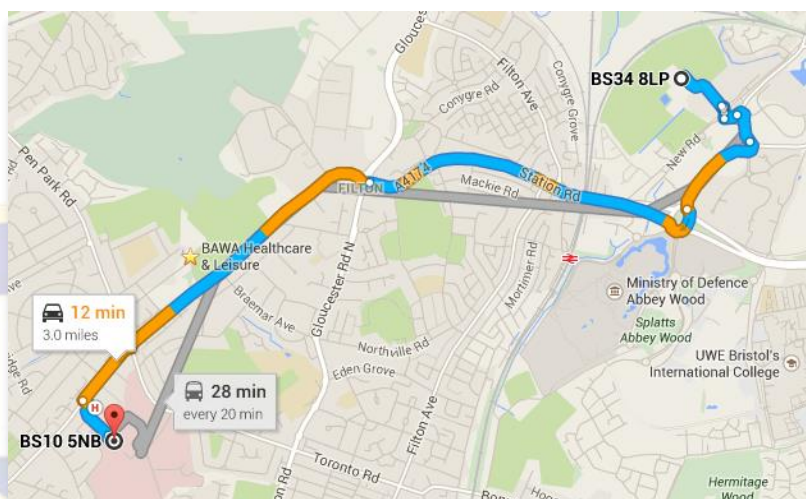 Gloucester
BS34 8LP
Conygre Rd
Filton Ave
Conygre Grove
New Rd
Pen Park Rd
FILTON
A4174
Mackie Rd
Station Rd
BAWA Healthcare
& Leisure
Gloucester Rd N
Mortimer Rd
Braemar Ave
Ministry of Defence
Abbey Wood
Splatts
Abbey Wood
12 min
3.0 miles
Northville Rd
UWE Bristol's
International College
Eden Grove
28 min
every 20 min
Filton Ave
H
BS10 5NB
Toronto Rd
Hermitage
Wood